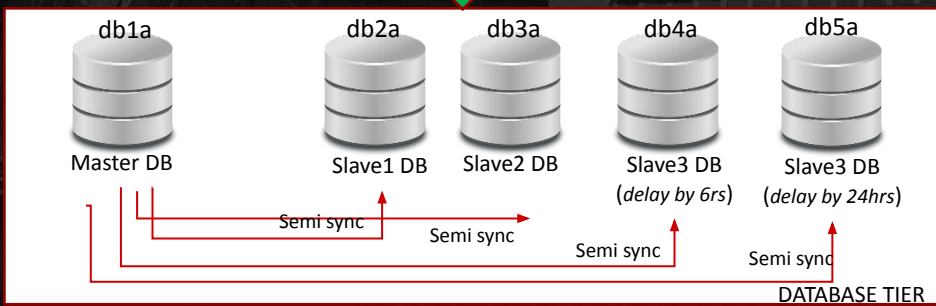 db1a
db2a
db3a
db4a
db5a
Master DB
Slave1 DB
Slave2 DB
Slave3 DB
(delay by 6rs)
Slave3 DB
(delay by 24hrs)
Semi sync
Semi sync
Semi sync
Semi sync
DATABASE TIER